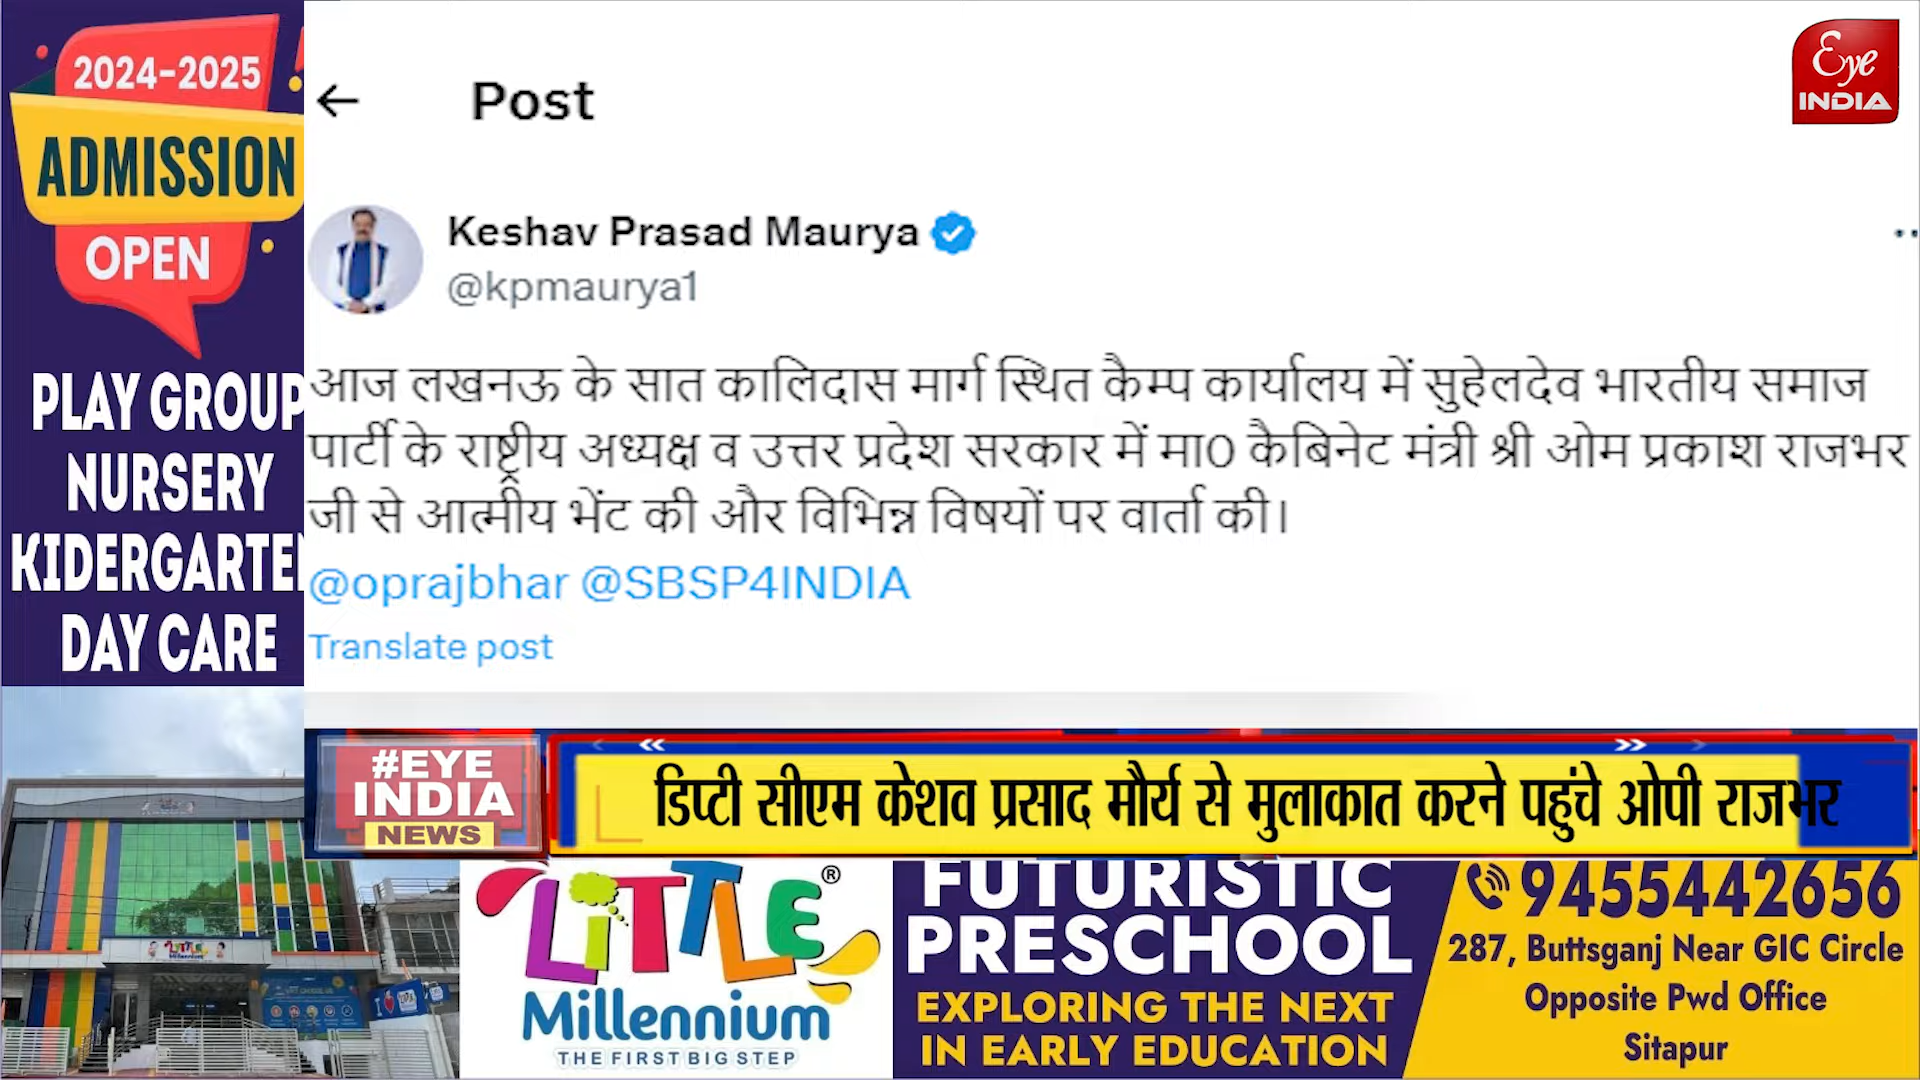 2024-2025
ADMISSION
OPEN
PLAY GROUP
NURSERY
KIDERGARTEN
DAY CARE
Eye
INDIA
Post
Keshav Prasad Maurya
@kpmaurya1
आज लखनऊ के सात कालिदास मार्ग स्थित कैम्प कार्यालय में सुहेलदेव भारतीय समाज
पार्टी के राष्ट्रीय अध्यक्ष व उत्तर प्रदेश सरकार में मा0 कैबिनेट मंत्री श्री ओम प्रकाश राजभर
जी से आत्मीय भेंट की और विभिन्न विषयों पर वार्ता की।
@oprajbhar @SBSP4INDIA
Translate post
#EYE
INDIA
NEWS
डिप्टी सीएम केशव प्रसाद मौर्य से मुलाकात करने पहुंचे ओपी राजभर
LITTLE
Millennium
LiTTLE®
Millennium
THE FIRST BIG STEP
FUTURISTIC
PRESCHOOL
EXPLORING THE NEXT
IN EARLY EDUCATION
9455442656
287, Buttsganj Near GIC Circle
Opposite Pwd Office
Sitapur